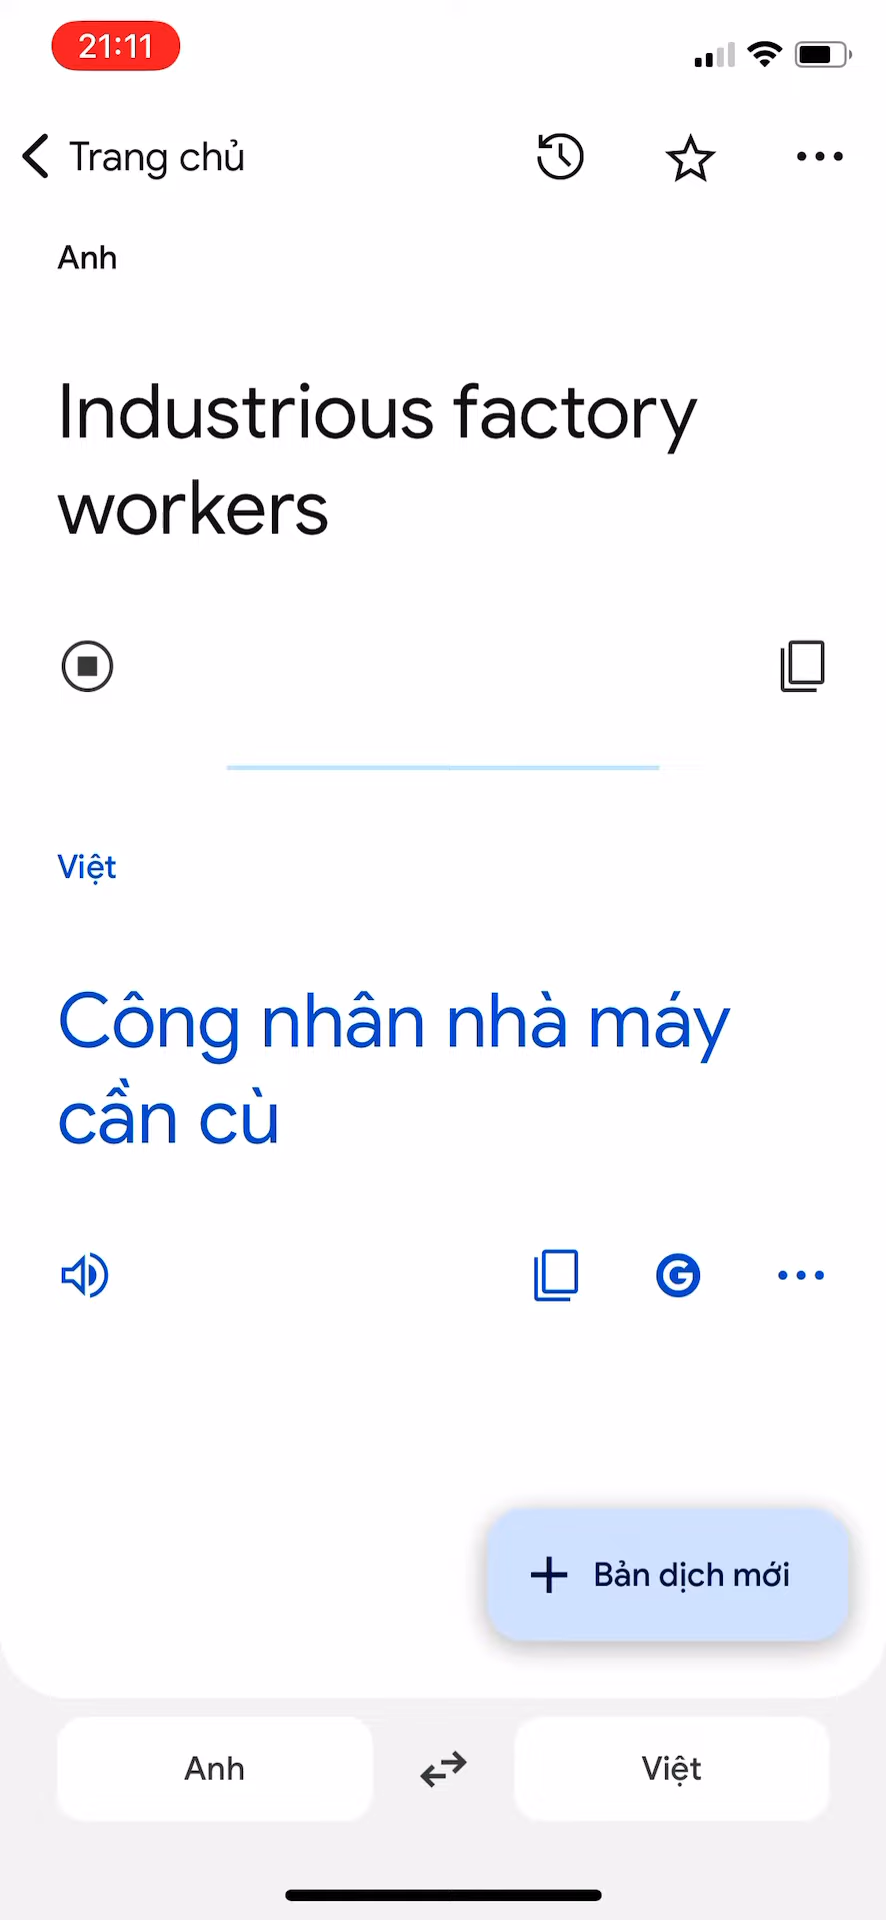 21:11
Trang chủ
Anh
Industrious factory
workers
Việt
Công nhân nhà máy
cần cù
G
Bản dịch mới
Anh
Việt